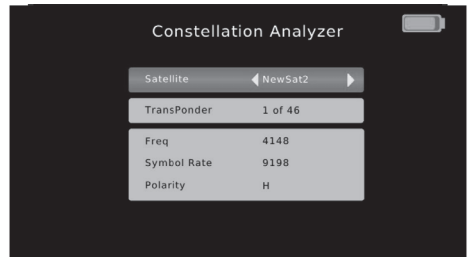 Constellation Analyzer
Satellite NewSat2
TransPonder 1 of 46
Freq 4148
Symbol Rate 9198
Polarity H